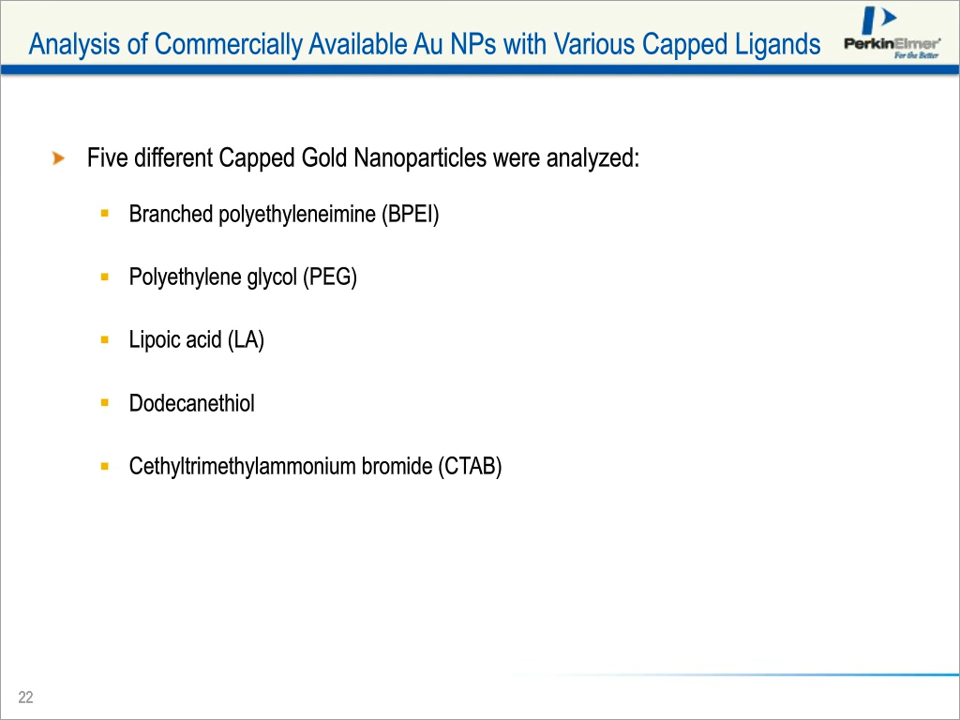 Analysis of Commercially Available Au NPs with Various Capped Ligands
PerkinElmer
For the Better
Five different Capped Gold Nanoparticles were analyzed:
Branched polyethyleneimine (BPEI)
Polyethylene glycol (PEG)
Lipoic acid (LA)
Dodecanethiol
Cethyltrimethylammonium bromide (CTAB)
22